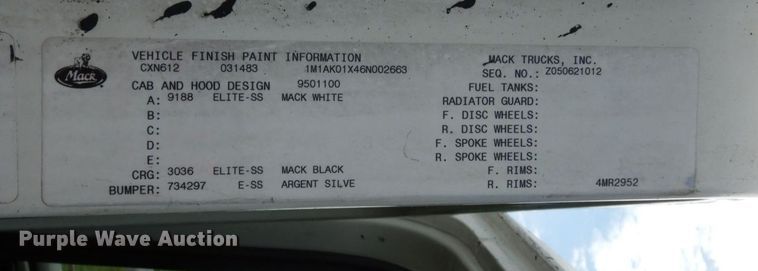 Mack
VEHICLE FINISH PAINT INFORMATION MACK TRUCKS, INC.
CXN612 031483 1M1AK01X46N002663 SEQ. NO.: Z050621012
CAB AND HOOD DESIGN 9501100 FUEL TANKS:
A: 9188 ELITE-SS MACK WHITE RADIATOR GUARD:
B: F. DISC WHEELS:
C: R. DISC WHEELS:
D: F. SPOKE WHEELS:
E: R. SPOKE WHEELS:
CRG: 3036 ELITE-SS MACK BLACK F. RIMS:
BUMPER: 734297 E-SS ARGENT SILVE R. RIMS: 4MR2952
Purple Wave Auction